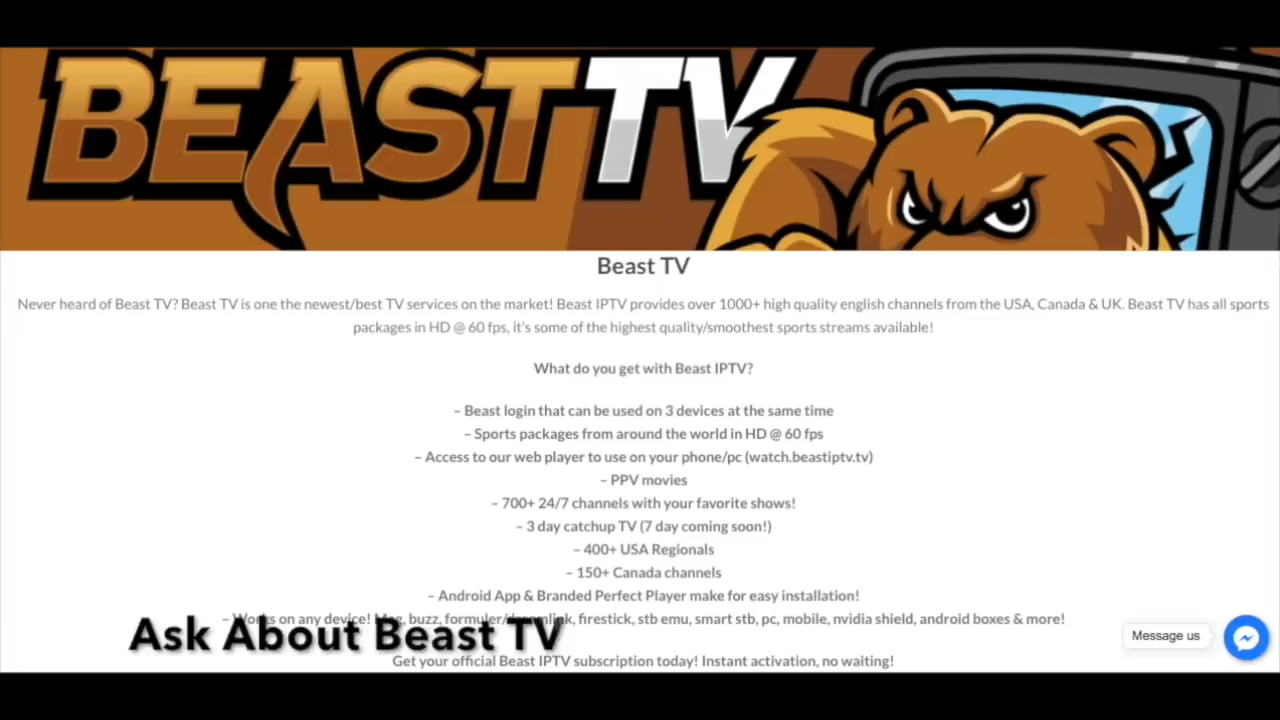 BEAST TV
Beast TV
Never heard of Beast TV? Beast TV is one the newest/best TV services on the market! Beast IPTV provides over 1000+ high quality english channels from the USA, Canada & UK. Beast TV has all sports
packages in HD @ 60 fps, it's some of the highest quality/smoothest sports streams available!
What do you get with Beast IPTV?
– Beast login that can be used on 3 devices at the same time
– Sports packages from around the world in HD @ 60 fps
– Access to our web player to use on your phone/pc (watch.beastiptv.tv)
– PPV movies
– 700+ 24/7 channels with your favorite shows!
– 3 day catchup TV (7 day coming soon!)
– 400+ USA Regionals
– 150+ Canada channels
– Android App & Branded Perfect Player make for easy installation!
– Works on any device! Mag, buzz, formuler/dreamlink, firestick, stb emu, smart stb, pc, mobile, nvidia shield, android boxes & more!
Ask About Beast TV
Message us
Get your official Beast IPTV subscription today! Instant activation, no waiting!